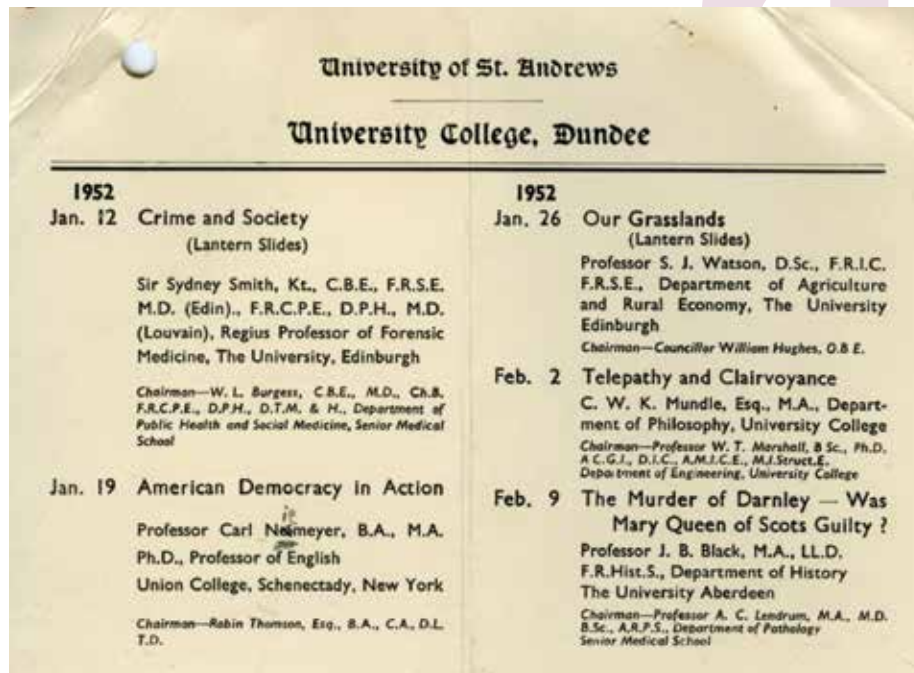 University of St. Andrews
University College, Dundee
1952
Jan. 12 Crime and Society
(Lantern Slides)
Sir Sydney Smith, Kt., C.B.E., F.R.S.E.
M.D. (Edin)., F.R.C.P.E., D.P.H., M.D.
(Louvain), Regius Professor of Forensic
Medicine, The University, Edinburgh
Chairman—W. L. Burgess, C.B.E., M.D., Ch.B.
F.R.C.P.E., D.P.H., D.T.M. & H., Department of
Public Health and Social Medicine, Senior Medical
School
Jan. 19 American Democracy in Action
Professor Carl Niemeyer, B.A., M.A.
Ph.D., Professor of English
Union College, Schenectady, New York
Chairman—Robin Thomson, Esq., B.A., C.A., D.L.
T.D.
1952
Jan. 26 Our Grasslands
(Lantern Slides)
Professor S. J. Watson, D.Sc., F.R.I.C.
F.R.S.E., Department of Agriculture
and Rural Economy, The University
Edinburgh
Chairman—Councillor William Hughes, O.B E.
Feb. 2 Telepathy and Clairvoyance
C. W. K. Mundle, Esq., M.A., Depart-
ment of Philosophy, University College
Chairman—Professor W. T. Marshall, B Sc., Ph.D.
A C.G.I., D.I.C., A.M.I.C.E., M.I.Struct.E.
Department of Engineering, University College
Feb. 9 The Murder of Darnley — Was
Mary Queen of Scots Guilty ?
Professor J. B. Black, M.A., LL.D.
F.R.Hist.S., Department of History
The University Aberdeen
Chairman—Professor A. C. Lendrum, M.A., M.D.
B.Sc., A.R.P.S., Department of Pathology
Senior Medical School